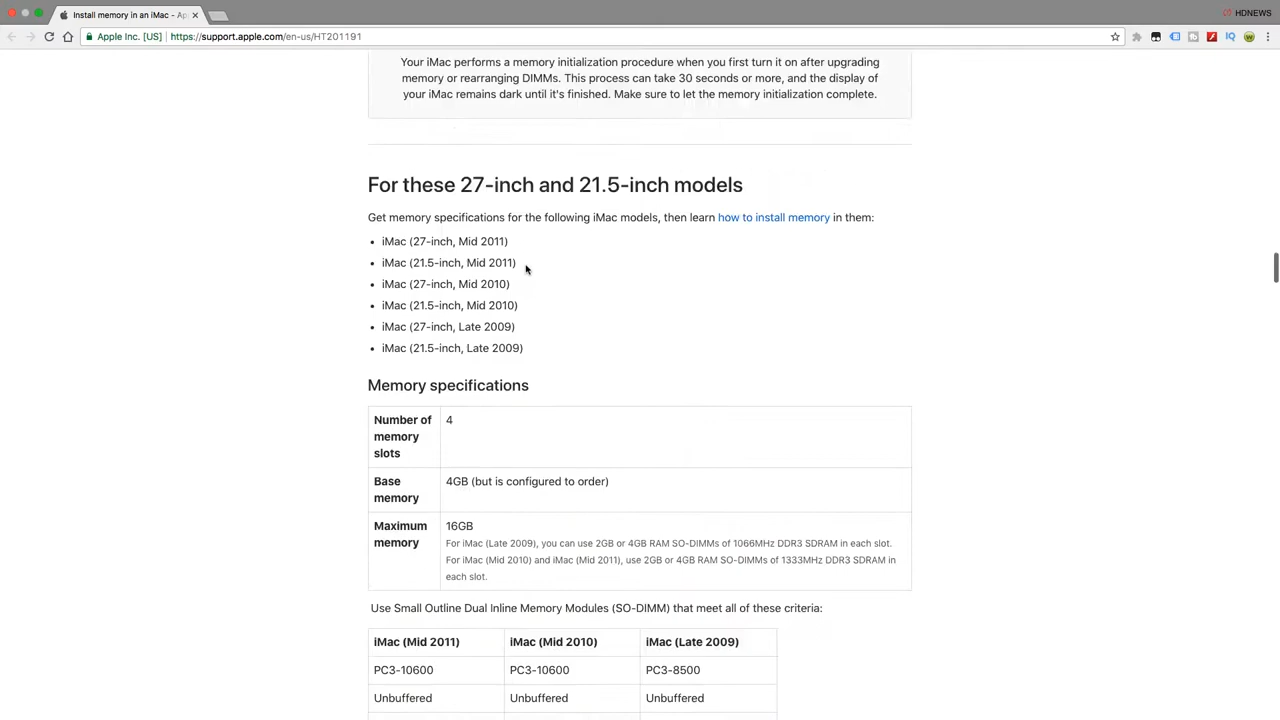 Install memory in an iMac - Ap
HDNEWS
Apple Inc. [US]
https://support.apple.com/en-us/HT201191
Your iMac performs a memory initialization procedure when you first turn it on after upgrading
memory or rearranging DIMMs. This process can take 30 seconds or more, and the display of
your iMac remains dark until it's finished. Make sure to let the memory initialization complete.
For these 27-inch and 21.5-inch models
Get memory specifications for the following iMac models, then learn how to install memory in them:
• iMac (27-inch, Mid 2011)
• iMac (21.5-inch, Mid 2011)
• iMac (27-inch, Mid 2010)
• iMac (21.5-inch, Mid 2010)
• iMac (27-inch, Late 2009)
• iMac (21.5-inch, Late 2009)
Memory specifications
Number of
memory
slots
4
Base
memory
4GB (but is configured to order)
Maximum
memory
16GB
For iMac (Late 2009), you can use 2GB or 4GB RAM SO-DIMMs of 1066MHz DDR3 SDRAM in each slot.
For iMac (Mid 2010) and iMac (Mid 2011), use 2GB or 4GB RAM SO-DIMMs of 1333MHz DDR3 SDRAM in
each slot.
Use Small Outline Dual Inline Memory Modules (SO-DIMM) that meet all of these criteria:
iMac (Mid 2011) iMac (Mid 2010) iMac (Late 2009)
PC3-10600 PC3-10600 PC3-8500
Unbuffered Unbuffered Unbuffered